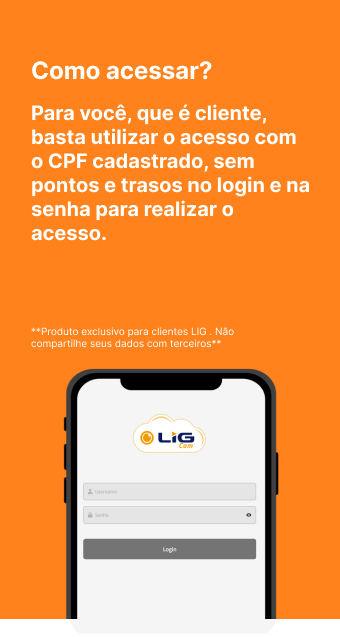 Como acessar?
Para você, que é cliente,
basta utilizar o acesso com
o CPF cadastrado, sem
pontos e trasos no login e na
senha para realizar o
acesso.
**Produto exclusivo para clientes LIG . Não
compartilhe seus dados com terceiros**
LiG
Cam
Username
Senha
Login